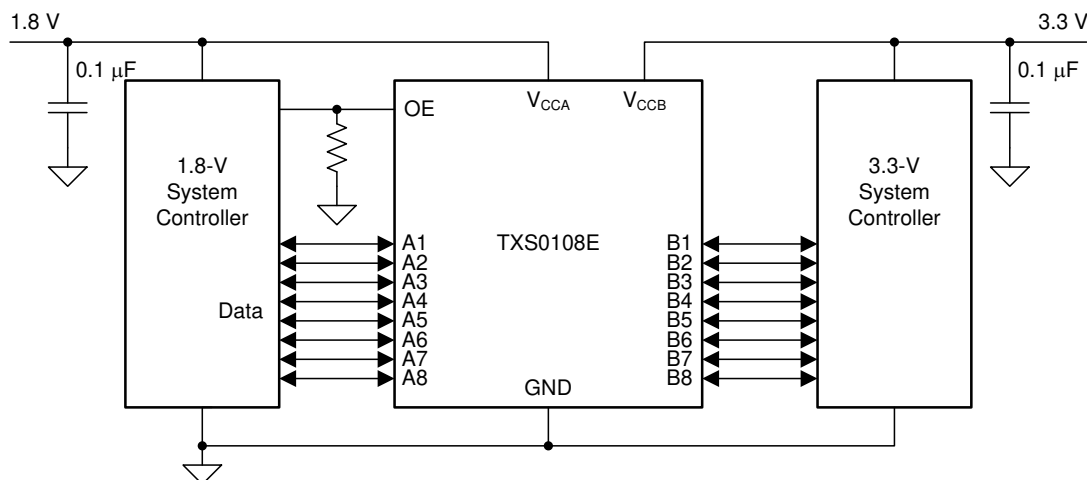 1.8 V
3.3 V
0.1 μF
0.1 μF
OE
VCCA
VCCB
1.8-V
System
Controller
3.3-V
System
Controller
TXS0108E
Data
A1
A2
A3
A4
A5
A6
A7
A8
B1
B2
B3
B4
B5
B6
B7
B8
GND